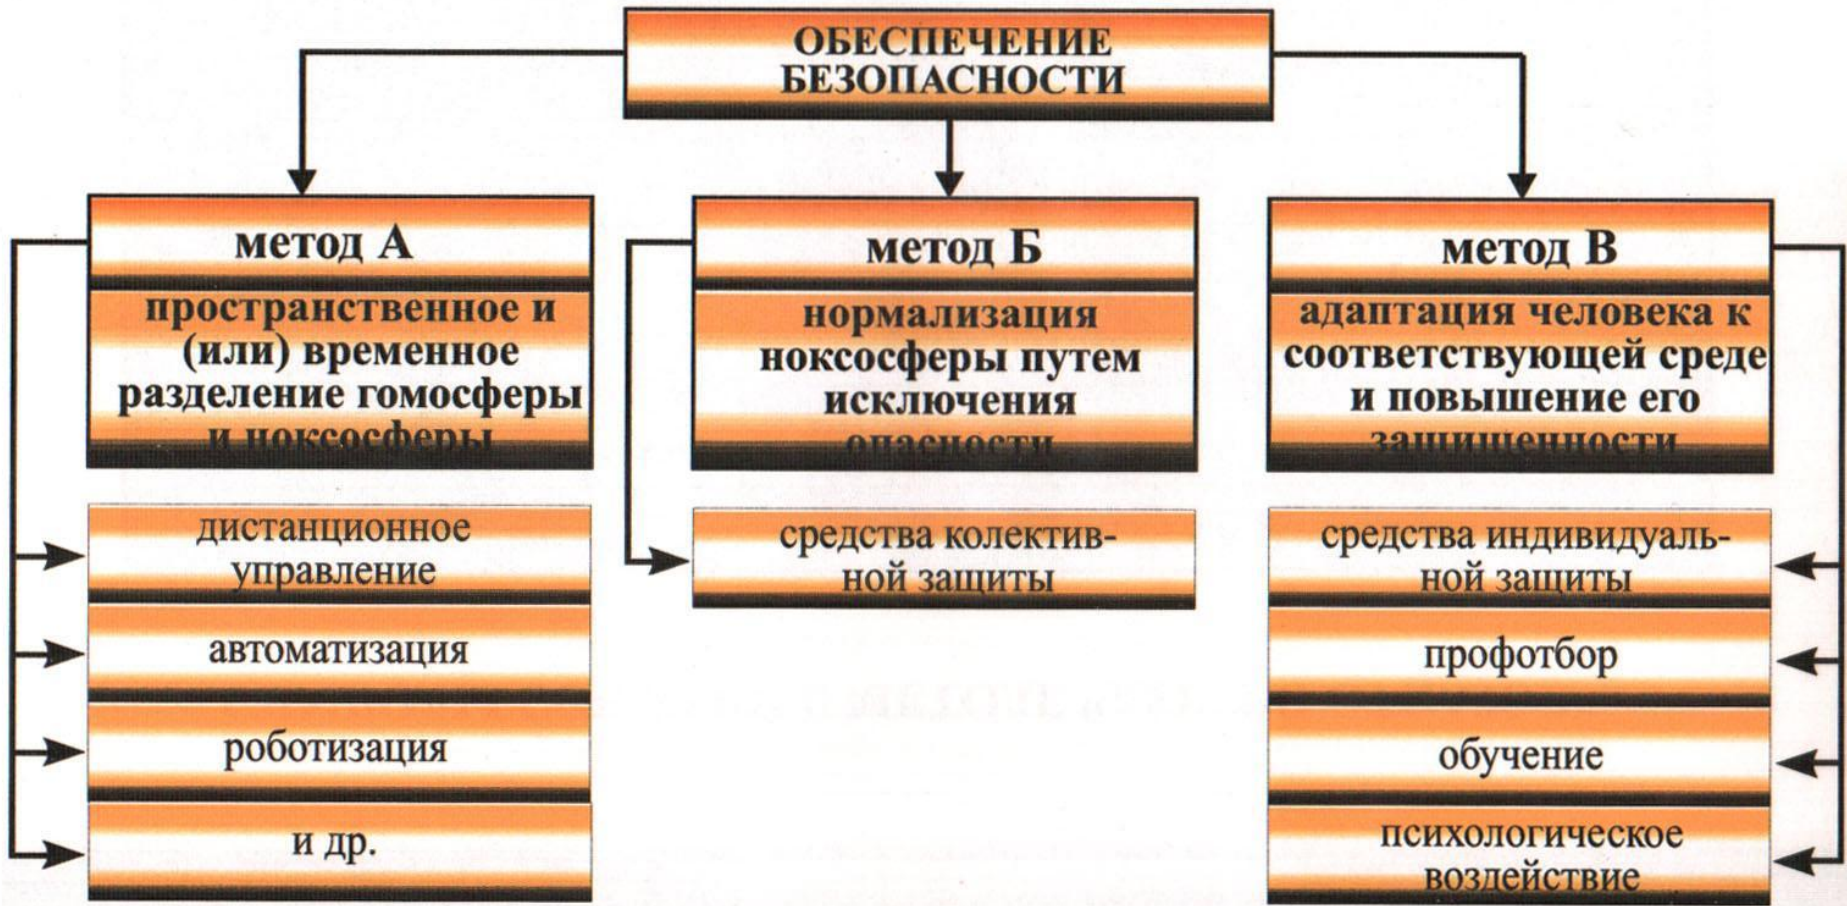 ОБЕСПЕЧЕНИЕ
БЕЗОПАСНОСТИ
метод А
пространственное и
(или) временное
разделение гомосферы
и ноксосферы
дистанционное
управление
автоматизация
роботизация
и др.
метод Б
нормализация
ноксосферы путем
исключения
опасности
средства колектив-
ной защиты
метод В
адаптация человека к
соответствующей среде
и повышение его
защищенности
средства индивидуаль-
ной защиты
профотбор
обучение
психологическое
воздействие